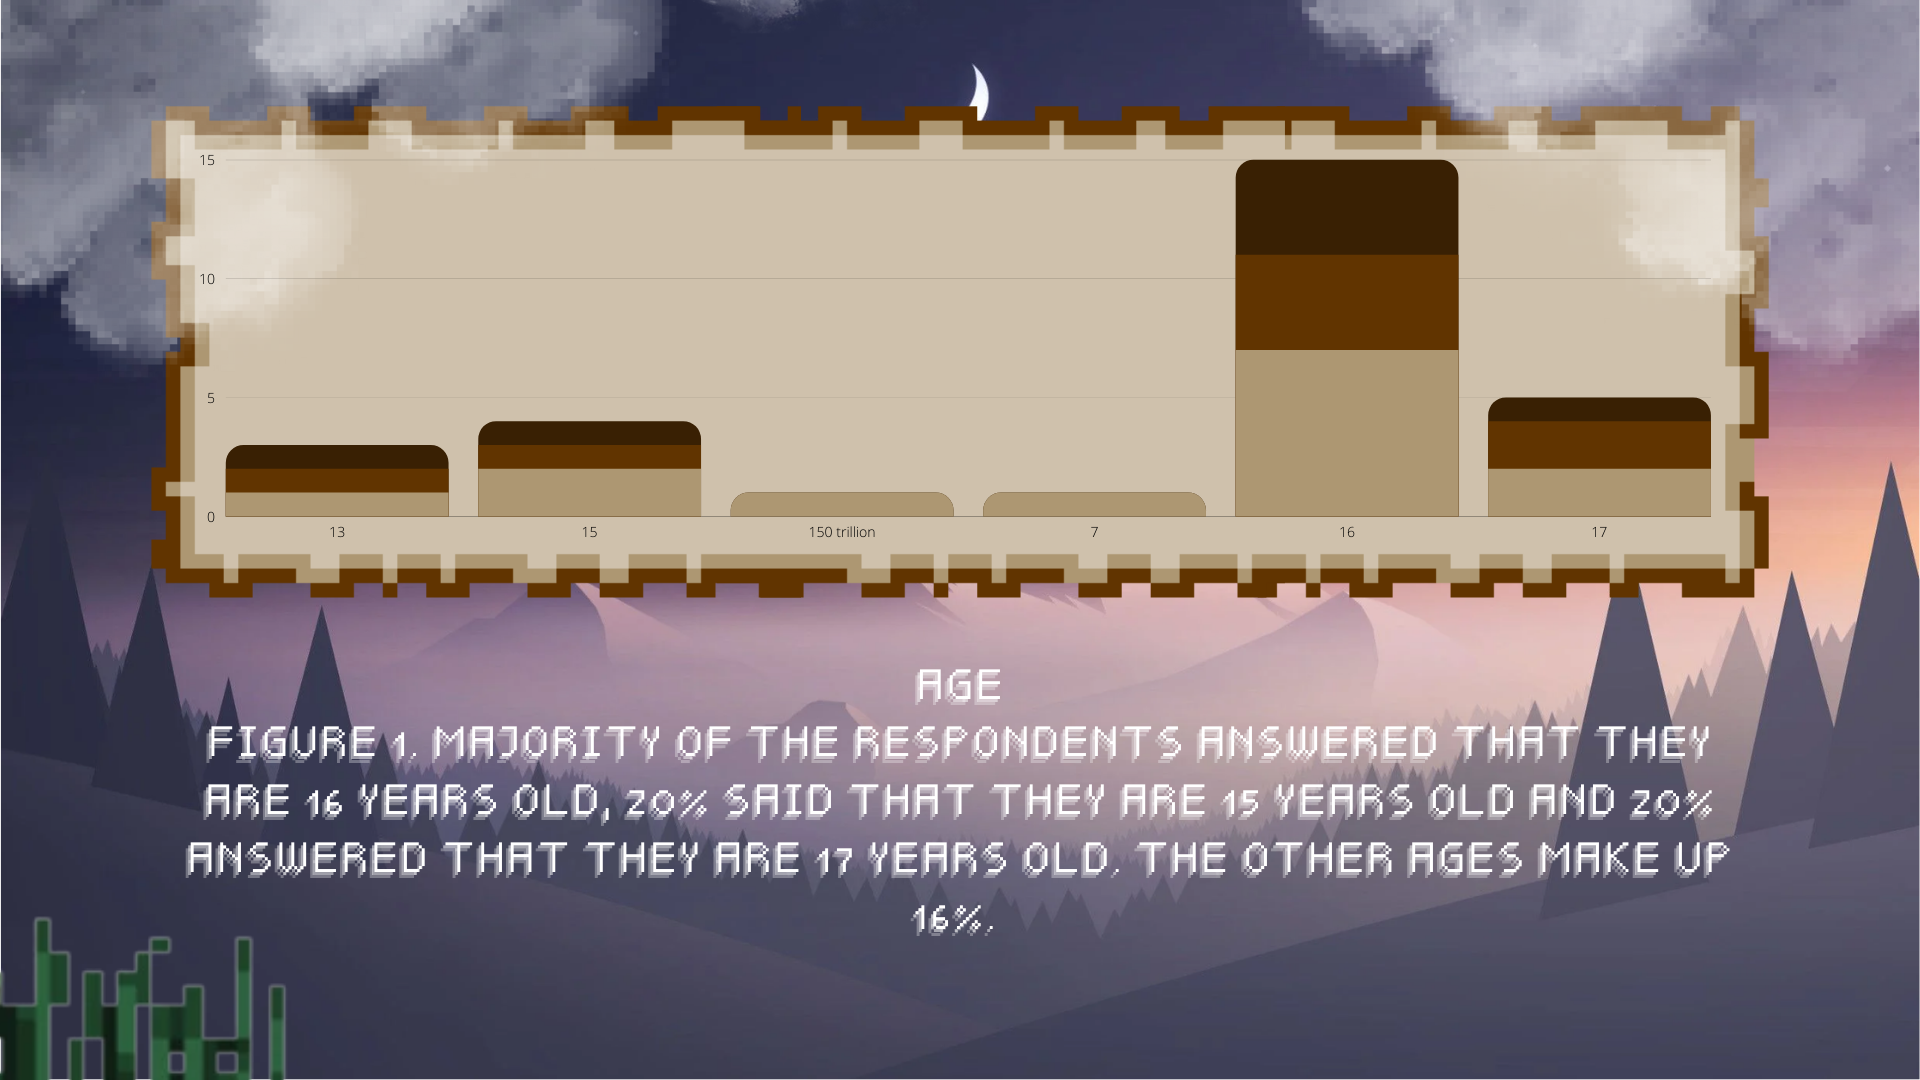 15
10
5
0
13 15 150 trillion 7 16 17
AGE
FIGURE 1. MAJORITY OF THE RESPONDENTS ANSWERED THAT THEY
ARE 16 YEARS OLD, 20% SAID THAT THEY ARE 15 YEARS OLD AND 20%
ANSWERED THAT THEY ARE 17 YEARS OLD. THE OTHER AGES MAKE UP
16%.